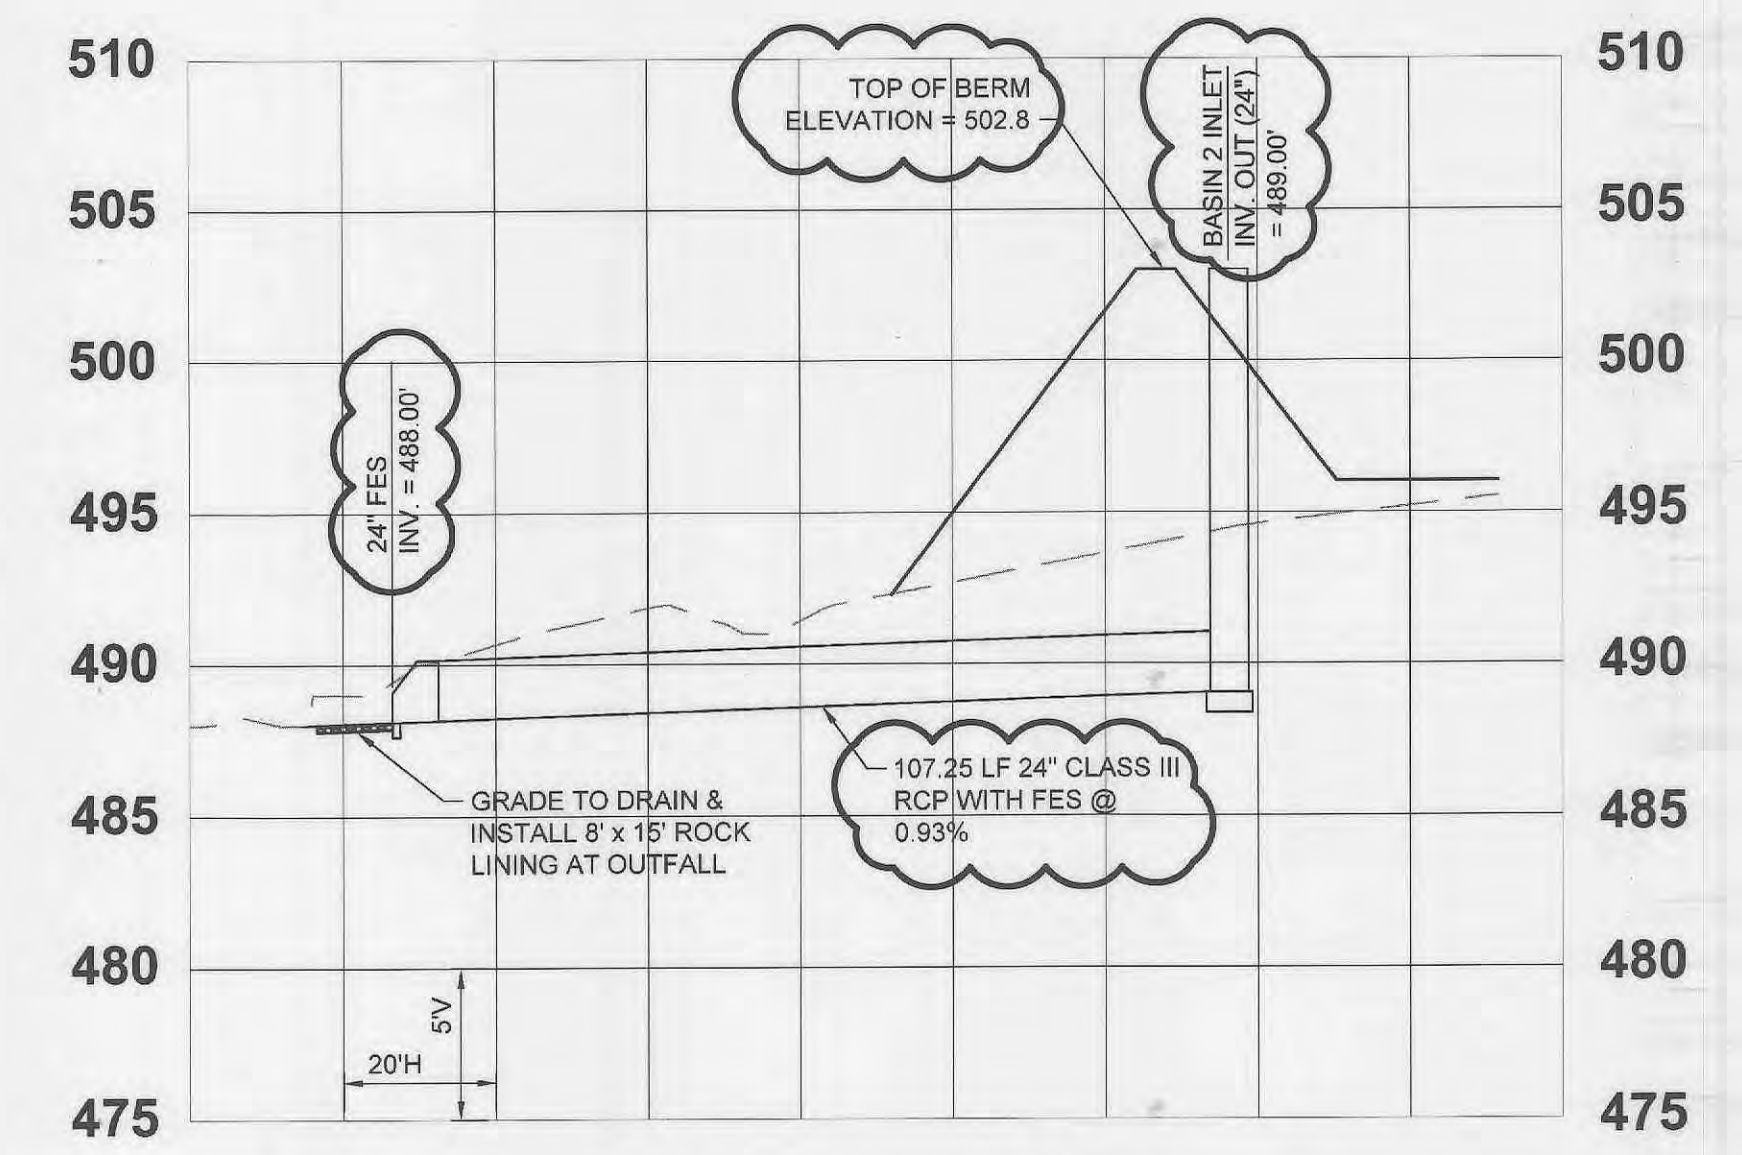 510
510
TOP OF BERM
ELEVATION = 502.8
BASIN 2 INLET
INV. OUT (24")
= 489.00'
505
505
500
500
24" FES
INV. = 488.00'
495
495
490
490
107.25 LF 24" CLASS III
RCP WITH FES @
0.93%
GRADE TO DRAIN &
INSTALL 8' x 15' ROCK
LINING AT OUTFALL
485
485
480
480
5'V
20'H
475
475